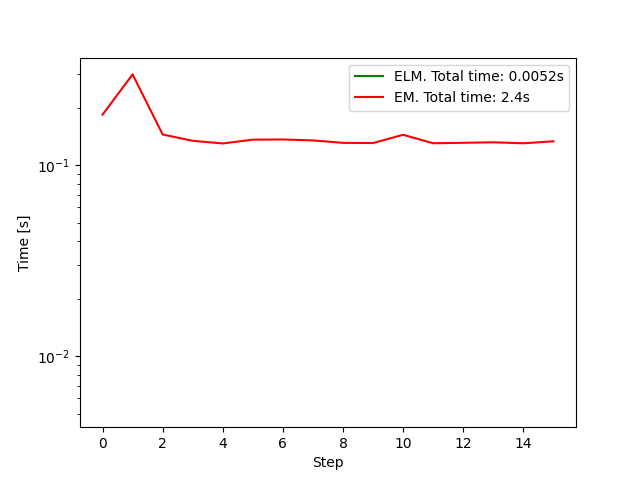 ELM. Total time: 0.0052s
EM. Total time: 2.4s
10⁻¹
10⁻²
Time [s]
0 2 4 6 8 10 12 14
Step